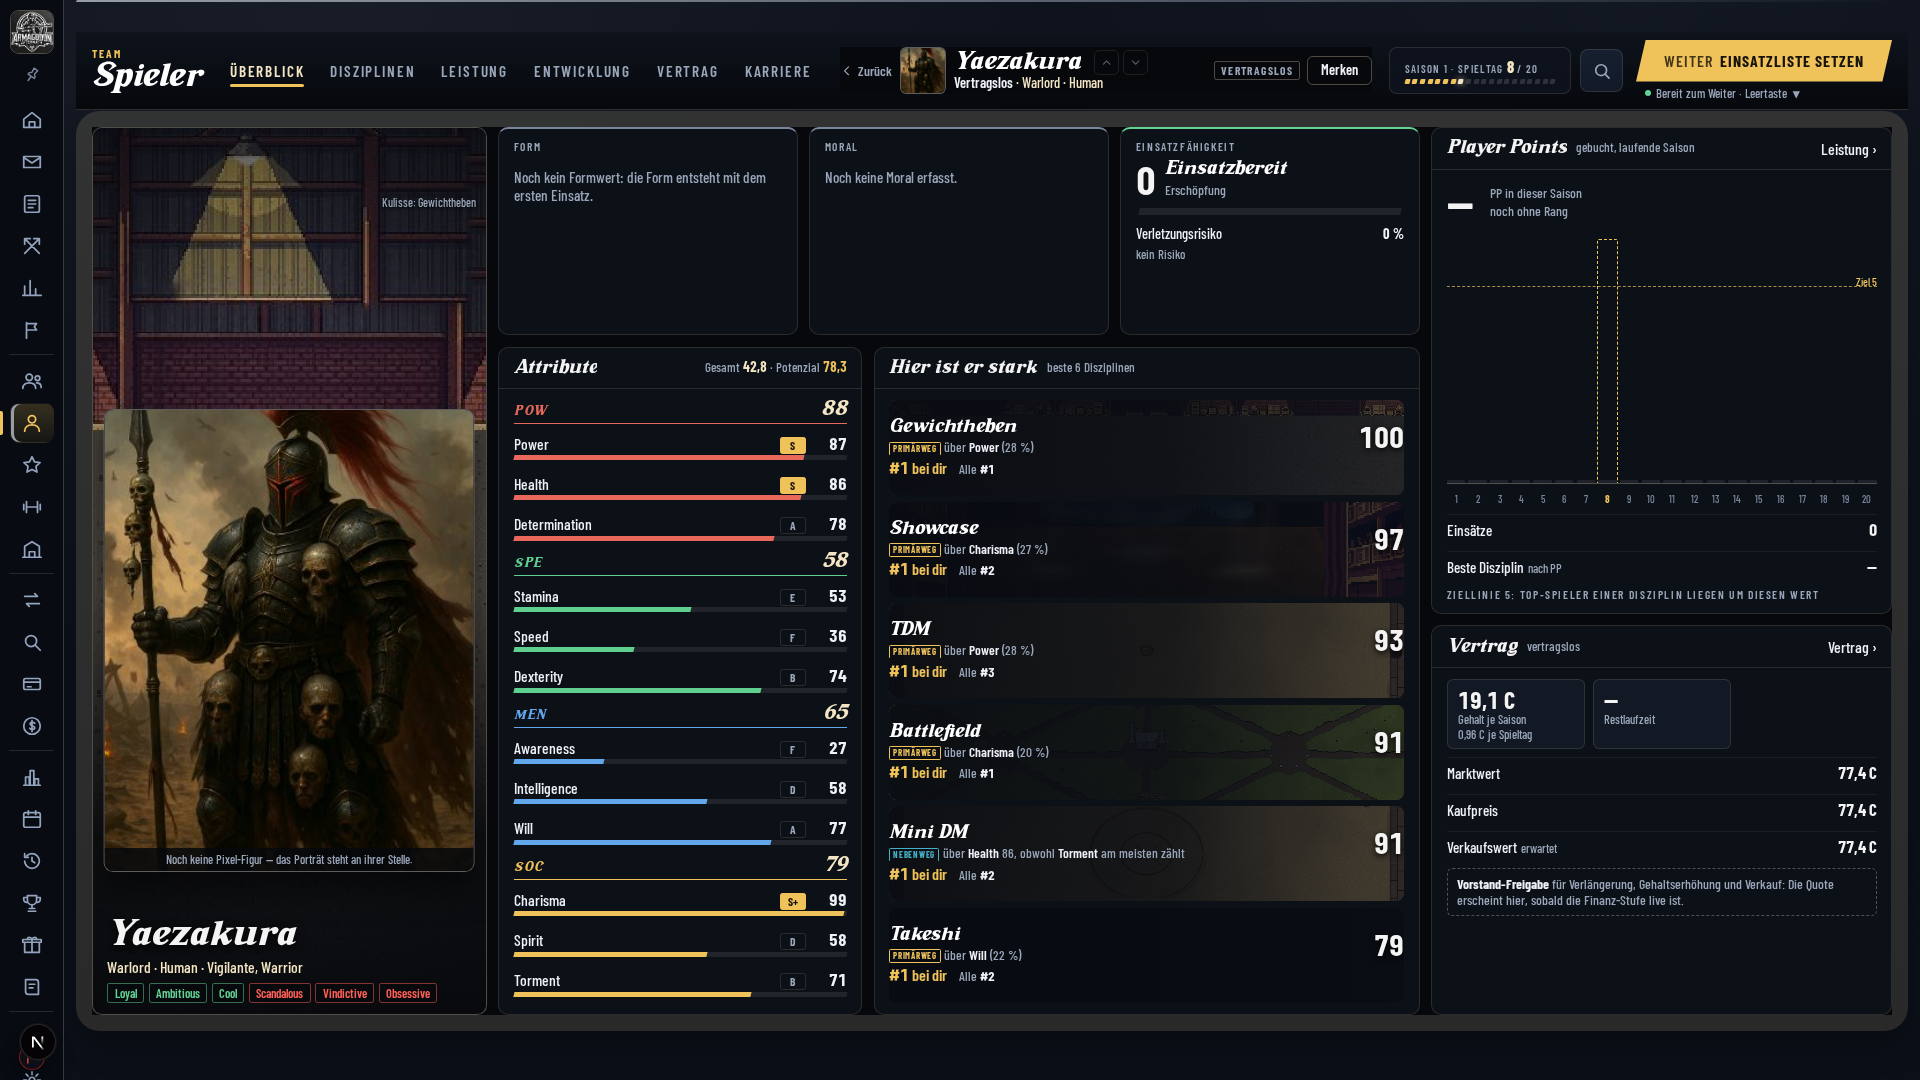 ARMAGEDDON
TEAM
Spieler
ÜBERBLICK
DISZIPLINEN
LEISTUNG
ENTWICKLUNG
VERTRAG
KARRIERE
Zurück
Yaezakura
Vertragslos · Warlord · Human
VERTRAGSLOS
Merken
SAISON 1 · SPIELTAG 8 / 20
WEITER EINSATZLISTE SETZEN
Bereit zum Weiter · Leertaste ▼
Kulisse: Gewichtheben
Noch keine Pixel-Figur – das Porträt steht an ihrer Stelle.
Yaezakura
Warlord · Human · Vigilante, Warrior
Loyal
Ambitious
Cool
Scandalous
Vindictive
Obsessive
FORM
Noch kein Formwert: die Form entsteht mit dem
ersten Einsatz.
MORAL
Noch keine Moral erfasst.
EINSATZFÄHIGKEIT
0 Einsatzbereit
Erschöpfung
Verletzungsrisiko 0 %
kein Risiko
Attribute
Gesamt 42,8 · Potenzial 78,3
POW 88
Power S 87
Health S 86
Determination A 78
SPE 58
Stamina E 53
Speed F 36
Dexterity B 74
MEN 65
Awareness F 27
Intelligence D 58
Will A 77
SOC 79
Charisma S+ 99
Spirit D 58
Torment B 71
Hier ist er stark beste 6 Disziplinen
Gewichtheben 100
PRIMÄRWEG über Power (28 %)
#1 bei dir Alle #1
Showcase 97
PRIMÄRWEG über Charisma (27 %)
#1 bei dir Alle #2
TDM 93
PRIMÄRWEG über Power (28 %)
#1 bei dir Alle #3
Battlefield 91
PRIMÄRWEG über Charisma (20 %)
#1 bei dir Alle #1
Mini DM 91
NEBENWEG über Health 86, obwohl Torment am meisten zählt
#1 bei dir Alle #2
Takeshi 79
PRIMÄRWEG über Will (22 %)
#1 bei dir Alle #2
Player Points gebucht, laufende Saison
Leistung ›
– PP in dieser Saison
noch ohne Rang
Ziel 5
1 2 3 4 5 6 7 8 9 10 11 12 13 14 15 16 17 18 19 20
Einsätze 0
Beste Disziplin nach PP –
ZIELLINIE 5: TOP-SPIELER EINER DISZIPLIN LIEGEN UM DIESEN WERT
Vertrag vertragslos
Vertrag ›
19,1 C
Gehalt je Saison
0,96 C je Spieltag
–
Restlaufzeit
Marktwert 77,4 C
Kaufpreis 77,4 C
Verkaufswert erwartet 77,4 C
Vorstand-Freigabe für Verlängerung, Gehaltserhöhung und Verkauf: Die Quote
erscheint hier, sobald die Finanz-Stufe live ist.
N